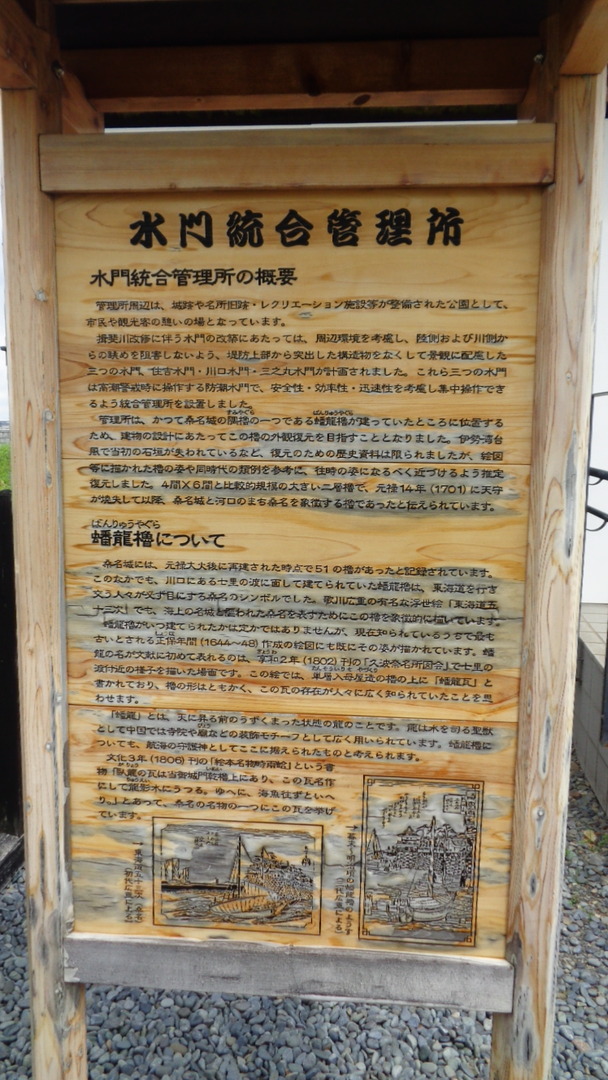 水門統合管理所
水門統合管理所の概要
管理所周辺は、城跡や名所旧跡・レクリエーション施設等が整備された公園として、
市民や観光客の憩いの場となっています。
揖斐川改修に伴う水門の改築にあたっては、周辺環境を考慮し、陸側および川側か
らの眺めを阻害しないよう、堤防上部から突出した構造物をなくして景観に配慮した
三つの水門、住吉水門・川口水門・三之丸水門が計画されました。これら三つの水門
は高潮警戒時に操作する防潮水門で、安全性・効率性・迅速性を考慮し集中操作でき
るよう統合管理所を設置しました。
すみやぐら ばんりゅうやぐら
管理所は、かつて桑名城の隅櫓の一つである蟠龍櫓が建っていたところに位置する
ため、建物の設計にあたってこの櫓の外観復元を目指すこととなりました。伊勢湾台
風で当初の石垣が失われているなど、復元のための歴史資料は限られましたが、絵図
等に描かれた櫓の姿や同時代の類例を参考に、往時の姿になるべく近づけるよう推定
復元しました。4間×6間と比較的規模の大きい二層櫓で、元禄14年（1701）に天守
が焼失して以降、桑名城と河口のまち桑名を象徴する櫓であったと伝えられています。
ばんりゅうやぐら
蟠龍櫓について
桑名城には、元禄大火後に再建された時点で51の櫓があったと記録されています。
このなかでも、川口にある七里の渡に面して建てられていた蟠龍櫓は、東海道を行き
交う人々が必ず目にする桑名のシンボルでした。歌川広重の有名な浮世絵「東海道五
十三次」でも、海上の名城と謳われた桑名を表すためにこの櫓を象徴的に描いています。
蟠龍櫓がいつ建てられたかは定かではありませんが、現在知られているうちで最も
しょうほ
古いとされる正保年間（1644～48）作成の絵図にも既にその姿が描かれています。蟠
きょうわ
龍の名が文献に初めて表れるのは、享和2年（1802）刊の「久波奈名所図会」で七里の
たんそういりもやづくり
渡付近の様子を描いた場面です。この絵では、単層入母屋造の櫓の上に「蟠龍瓦」と
書かれており、櫓の形はともかく、この瓦の存在が人々に広く知られていたことを思
わせます。
「蟠龍」とは、天に昇る前のうずくまった状態の龍のことです。龍は水を司る聖獣
として中国では寺院や廟などの装飾モチーフとして広く用いられています。蟠龍櫓に
ついても、航海の守護神としてここに据えられたものと考えられます。
文化3年（1806）刊の「絵本名物時雨蛤」という書
物「臥龍の瓦は当御城門乾櫓上にあり、この瓦名作
にして龍影水にうつる。ゆへに、海魚住ずといへ
り。」とあって、桑名の名物の一つにこの瓦を挙げ
ています。